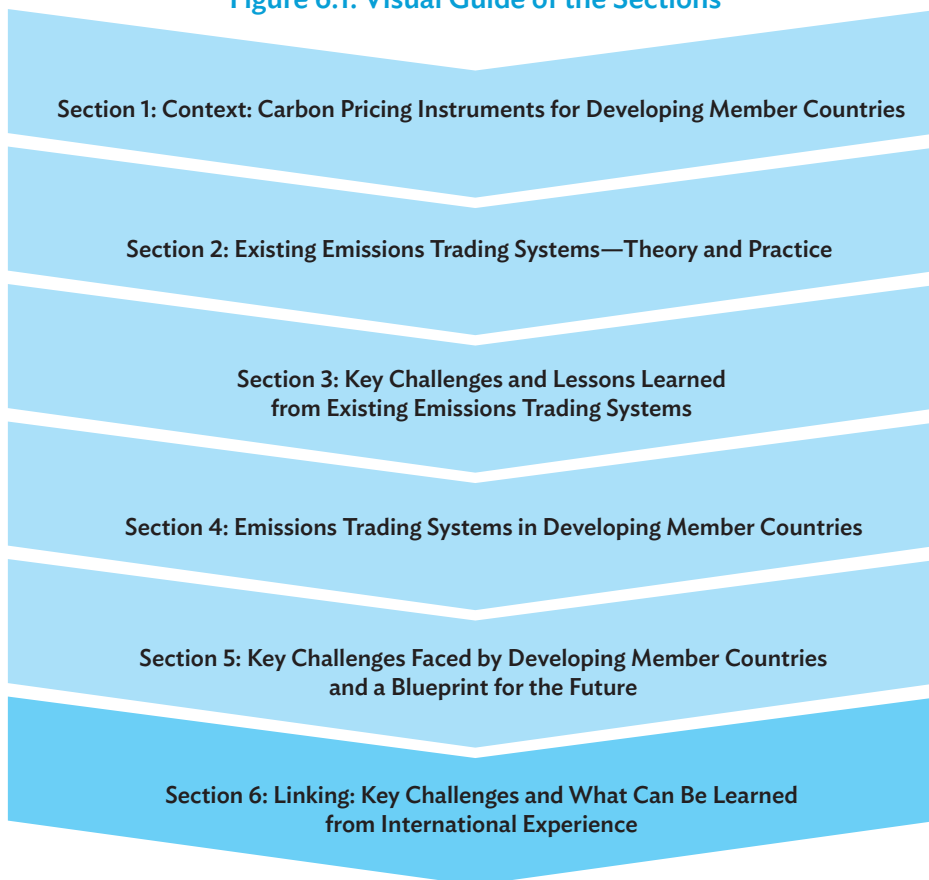 Figure 6.1: Visual Guide of the Sections
Section 1: Context: Carbon Pricing Instruments for Developing Member Countries
Section 2: Existing Emissions Trading Systems—Theory and Practice
Section 3: Key Challenges and Lessons Learned
from Existing Emissions Trading Systems
Section 4: Emissions Trading Systems in Developing Member Countries
Section 5: Key Challenges Faced by Developing Member Countries
and a Blueprint for the Future
Section 6: Linking: Key Challenges and What Can Be Learned
from International Experience